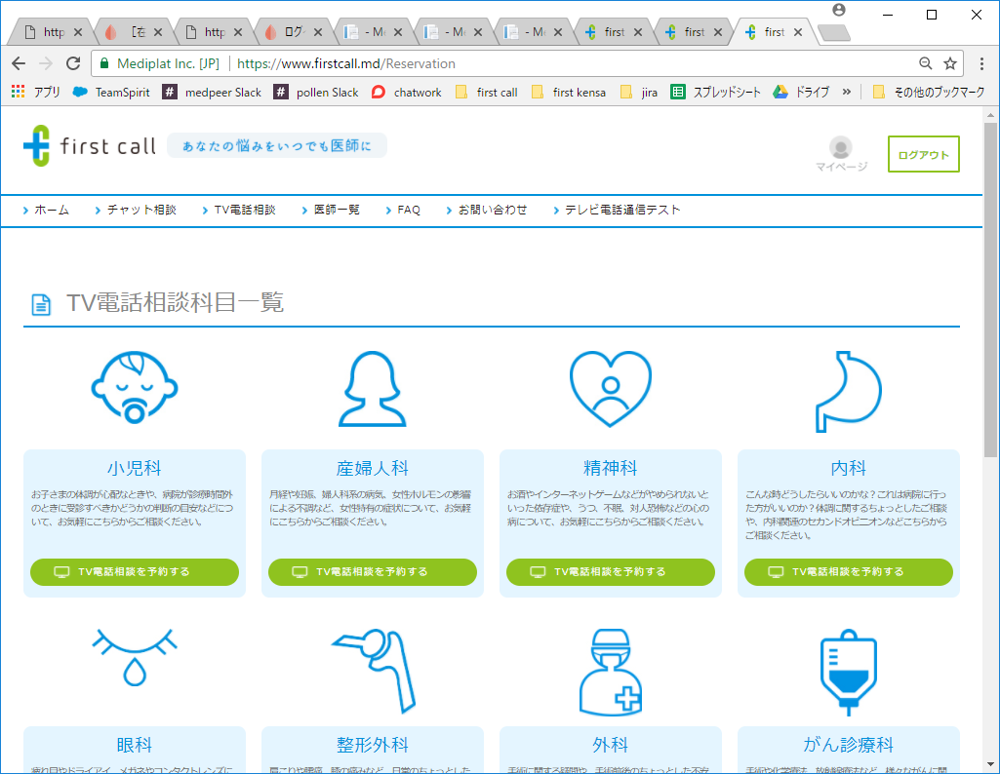 http
[在
http
ログ
- Me
- Me
- Me
first
first
first
Mediplat Inc. [JP]
https://www.firstcall.md/Reservation
アプリ
TeamSpirit
medpeer Slack
pollen Slack
chatwork
first call
first kensa
jira
スプレッドシート
ドライブ
»
その他のブックマーク
first call
あなたの悩みをいつでも医師に
マイページ
ログアウト
ホーム
チャット相談
TV電話相談
医師一覧
FAQ
お問い合わせ
テレビ電話通信テスト
TV電話相談科目一覧
小児科
お子さまの体調が心配なときや、病院が診療時間外
のときに受診すべきかどうかの判断の目安などにつ
いて、お気軽にこちらからご相談ください。
TV電話相談を予約する
産婦人科
月経や妊娠、婦人科系の病気、女性ホルモンの影響
による不調など、女性特有の症状について、お気軽
にこちらからご相談ください。
TV電話相談を予約する
精神科
お酒やインターネットゲームなどがやめられないと
いった依存症や、うつ、不眠、対人恐怖などの心の
病について、お気軽にこちらからご相談ください。
TV電話相談を予約する
内科
こんな時どうしたらいいのかな？これは病院に行っ
た方がいいのか？体調に関するちょっとしたご相談
や、内科関連のセカンドオピニオンなどこちらから
ご相談ください。
TV電話相談を予約する
眼科
疲れ目やドライアイ、メガネやコンタクトレンズに
整形外科
肩こりや腰痛、膝の痛みなど、日常のちょっとした
外科
手術に関する疑問や、手術前後のちょっとした不安
がん診療科
手術や化学療法、放射線療法など、様々ながんに関